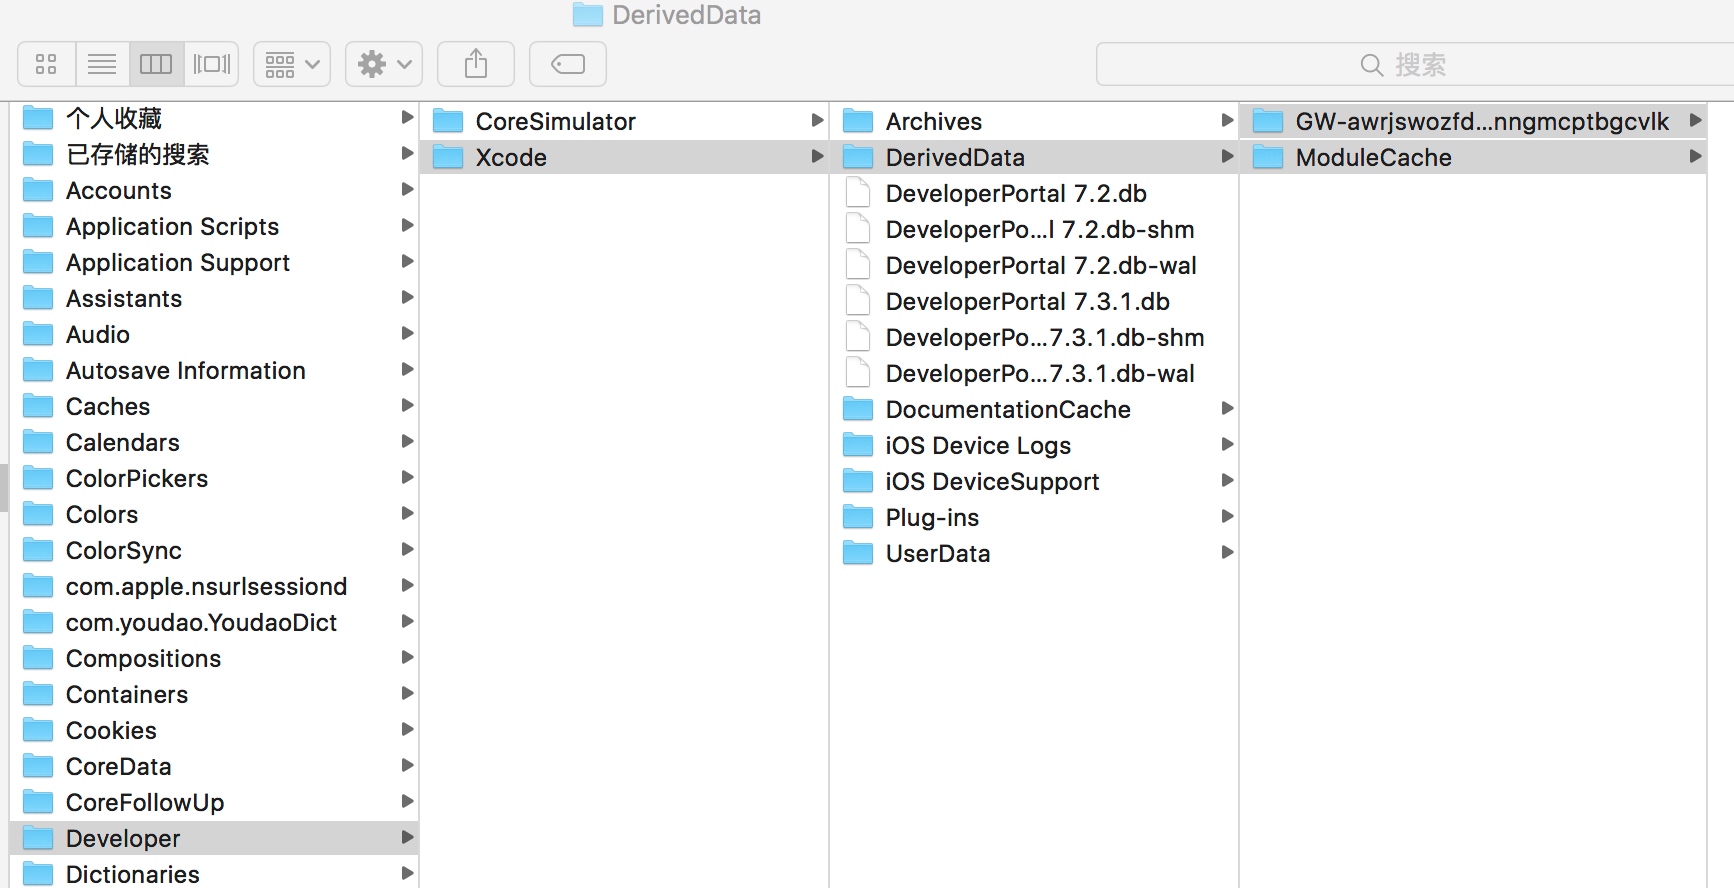 DerivedData
搜索
个人收藏
已存储的搜索
Accounts
Application Scripts
Application Support
Assistants
Audio
Autosave Information
Caches
Calendars
ColorPickers
Colors
ColorSync
com.apple.nsurlsessiond
com.youdao.YoudaoDict
Compositions
Containers
Cookies
CoreData
CoreFollowUp
Developer
Dictionaries
CoreSimulator
Xcode
Archives
DerivedData
DeveloperPortal 7.2.db
DeveloperPo...l 7.2.db-shm
DeveloperPortal 7.2.db-wal
DeveloperPortal 7.3.1.db
DeveloperPo...7.3.1.db-shm
DeveloperPo...7.3.1.db-wal
DocumentationCache
iOS Device Logs
iOS DeviceSupport
Plug-ins
UserData
GW-awrjswozfd...nngmcptbgcvlk
ModuleCache